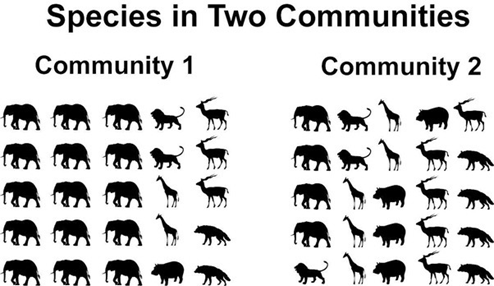 Species in Two Communities
Community 1
Community 2